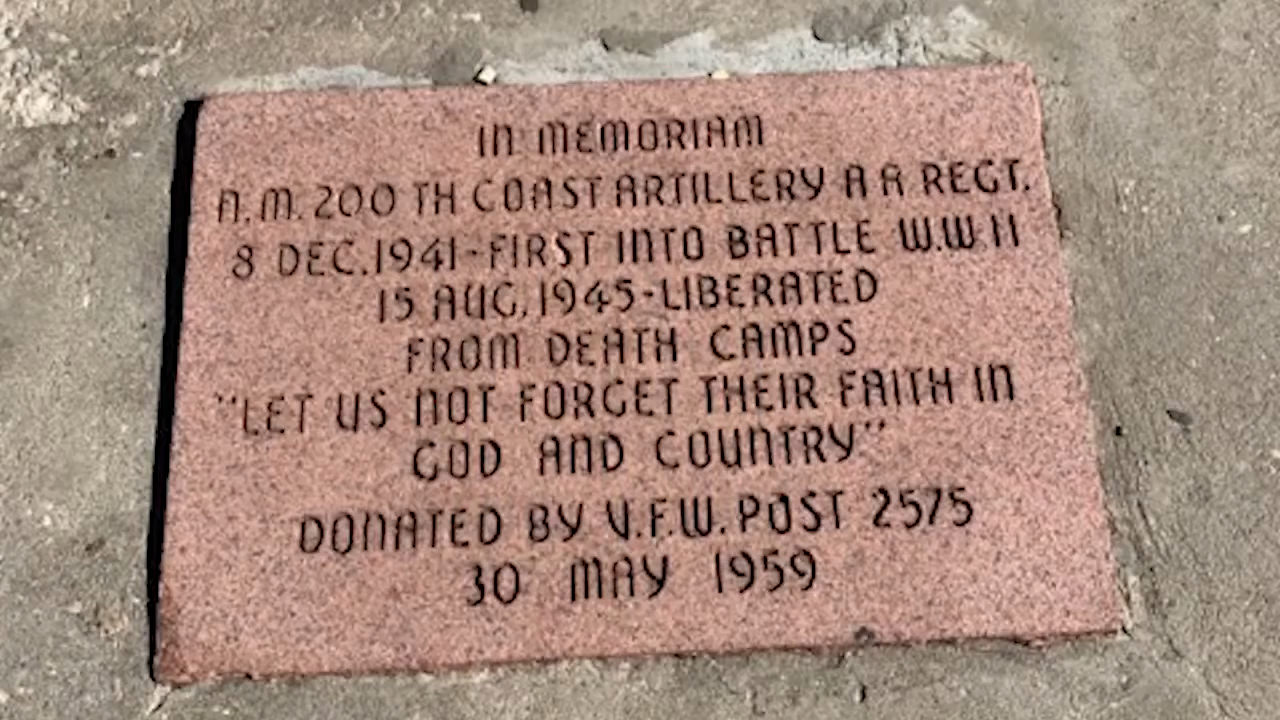 IN MEMORIAM
N.M. 200 TH COAST ARTILLERY A A REGT.
8 DEC. 1941-FIRST INTO BATTLE W.W II
15 AUG. 1945-LIBERATED
FROM DEATH CAMPS
"LET US NOT FORGET THEIR FAITH IN
GOD AND COUNTRY"
DONATED BY V.F.W. POST 2575
30 MAY 1959